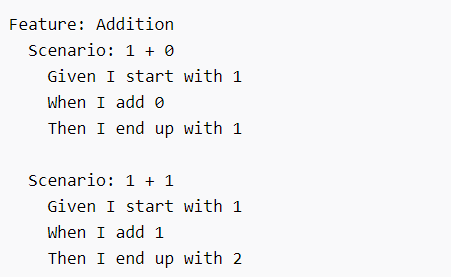 Feature: Addition
Scenario: 1 + 0
Given I start with 1
When I add 0
Then I end up with 1
Scenario: 1 + 1
Given I start with 1
When I add 1
Then I end up with 2